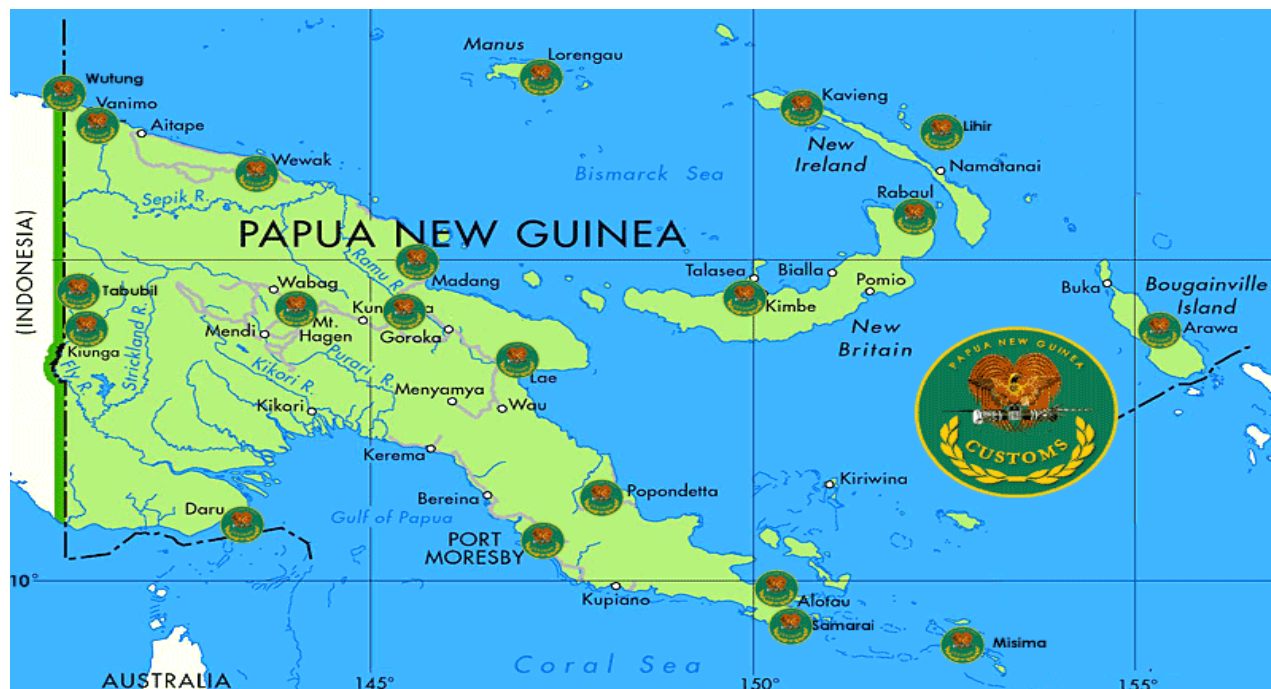 Manus
Lorengau
Wutung
Vanimo
Aitape
Kavieng
Lihir
New
Ireland
Namatanai
Wewak
Bismarck Sea
Sepik R.
Rabaul
(INDONESIA)
PAPUA NEW GUINEA
Ramu R.
Madang
Talasea
Bialla
Pomio
Kimbe
Buka
Bougainville
Island
Arawa
Tabubil
Wabag
Mt.
Hagen
Mendi
Goroka
Kiunga
Strickland R.
Fly R.
Purari R.
Kikori R.
Lae
New
Britain
Menyamya
Wau
Kikori
Kerema
PAPUA NEW GUINEA
CUSTOMS
Kiriwina
Bereina
Popondetta
Daru
Gulf of Papua
PORT
MORESBY
10°
Kupiano
Alotau
Samarai
Misima
Coral Sea
AUSTRALIA
145°
150°
155°